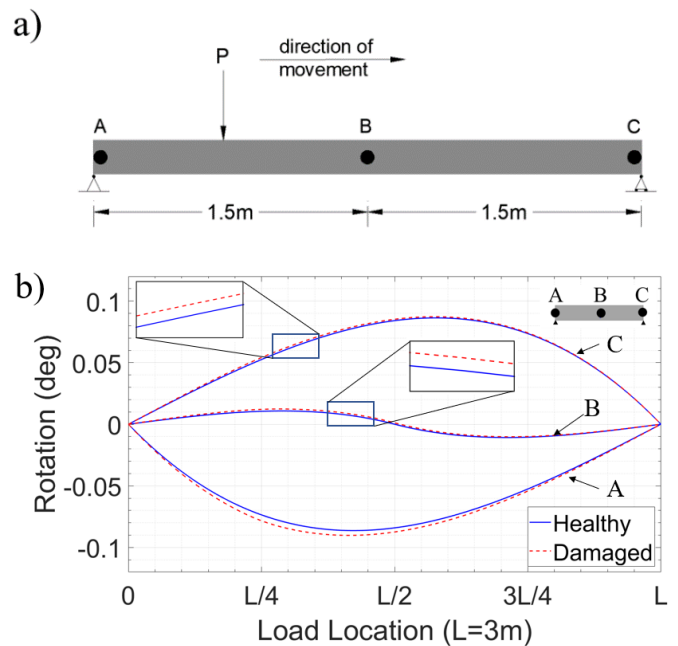 a)
P
direction of
movement
A
B
C
1.5m
1.5m
b)
0.1
0.05
0
-0.05
-0.1
Rotation (deg)
A B C
C
B
A
Healthy
Damaged
0
L/4
L/2
3L/4
L
Load Location (L=3m)